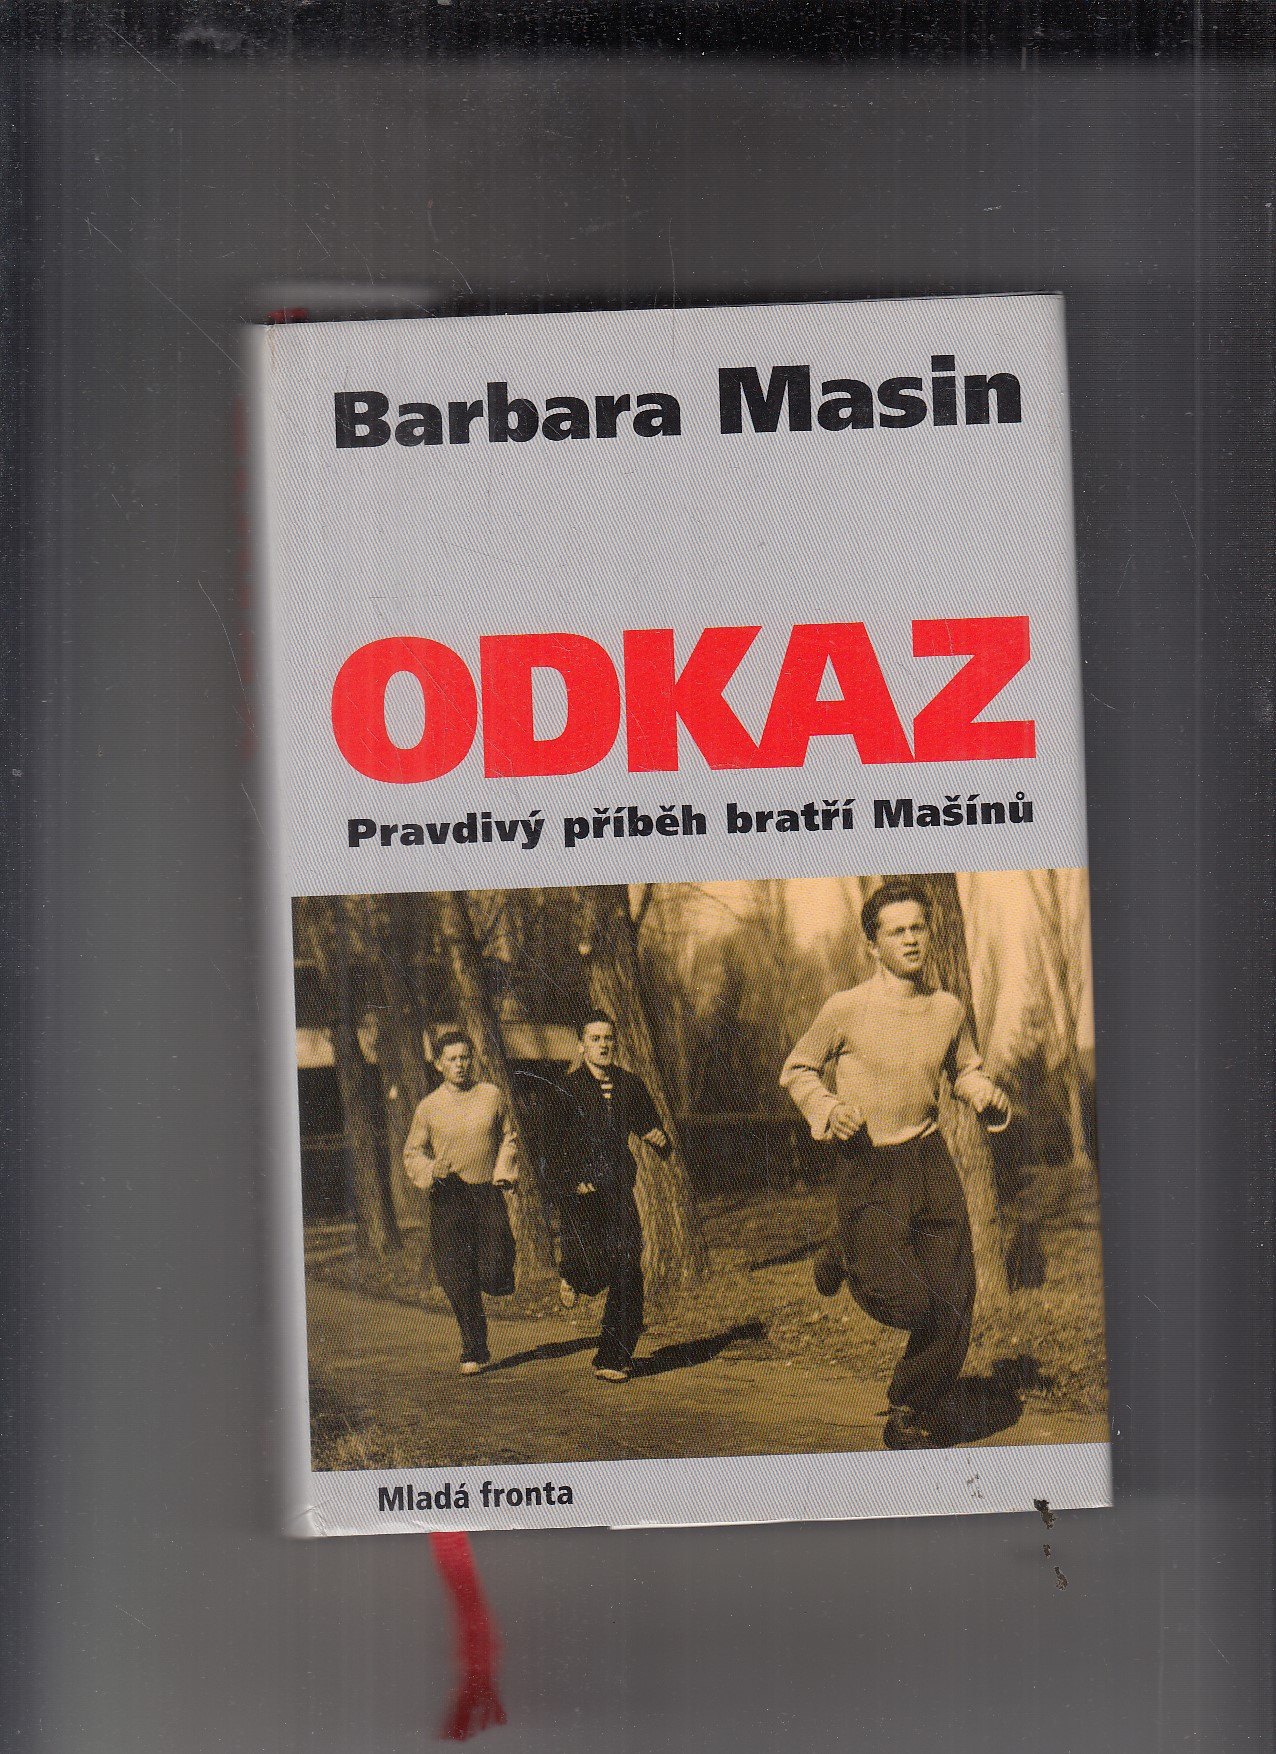 Barbara Masin
ODKAZ
Pravdivý příběh bratří Mašínů
Mladá fronta